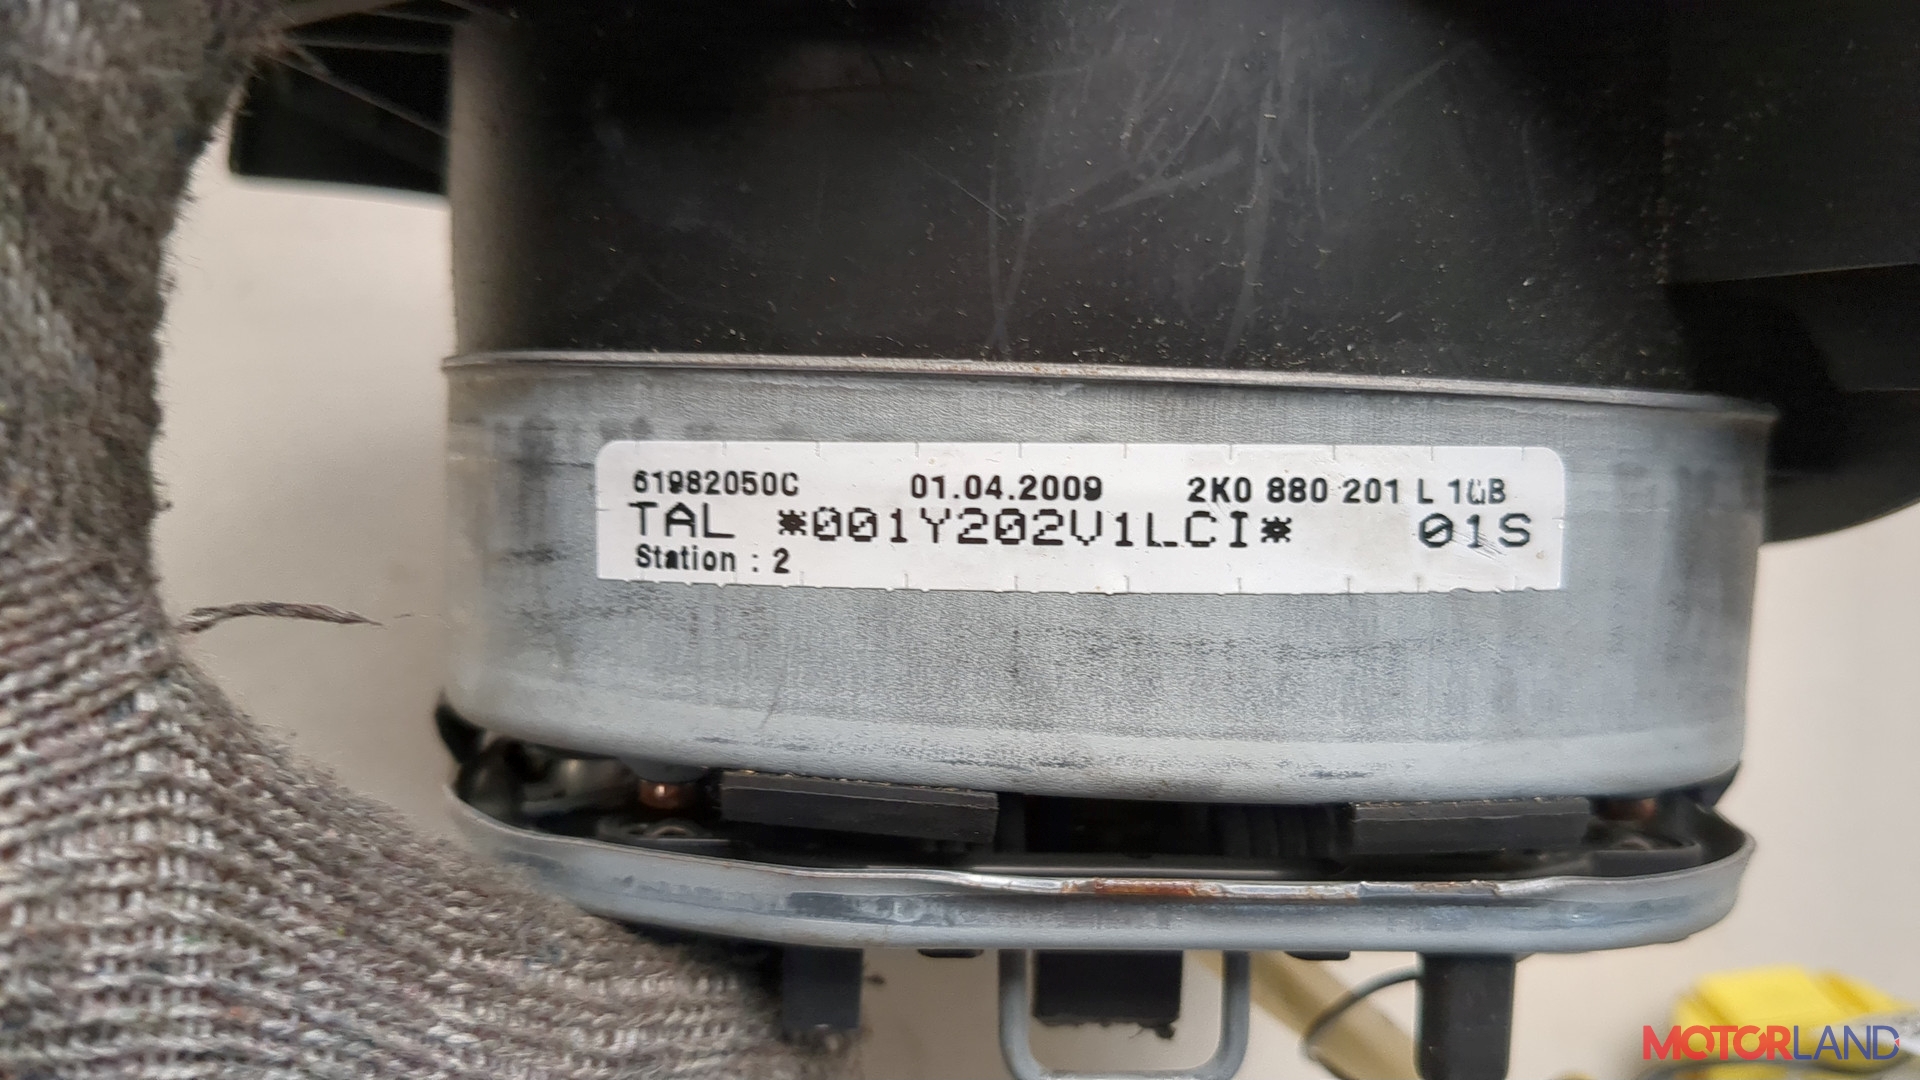 61982050C 01.04.2009 2K0 880 201 L 1QB
TAL *001Y202V1LCI* 01S
Station : 2
MOTORLAND